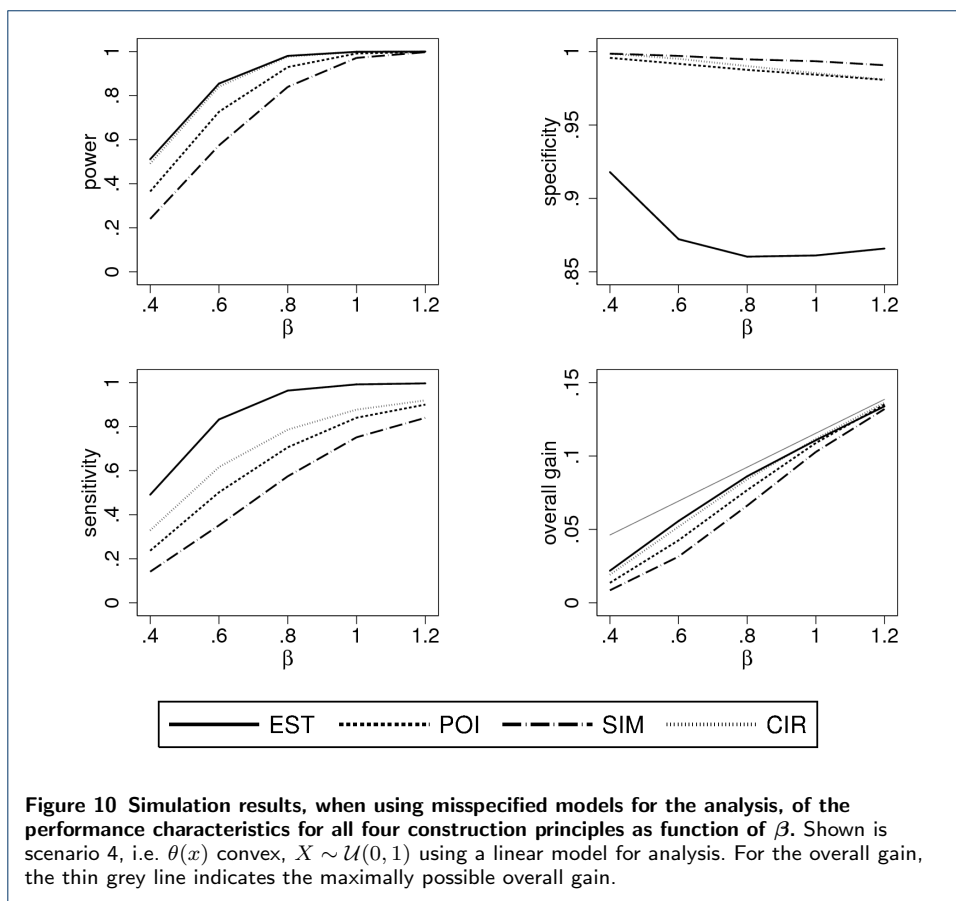 power
0 .2 .4 .6 .8 1
.4 .6 .8 1 1.2
β
specificity
.85 .9 .95 1
.4 .6 .8 1 1.2
β
sensitivity
0 .2 .4 .6 .8 1
.4 .6 .8 1 1.2
β
overall gain
0 .05 .1 .15
.4 .6 .8 1 1.2
β
EST POI SIM CIR
Figure 10 Simulation results, when using misspecified models for the analysis, of the
performance characteristics for all four construction principles as function of β. Shown is
scenario 4, i.e. θ(x) convex, X ∼ U(0, 1) using a linear model for analysis. For the overall gain,
the thin grey line indicates the maximally possible overall gain.